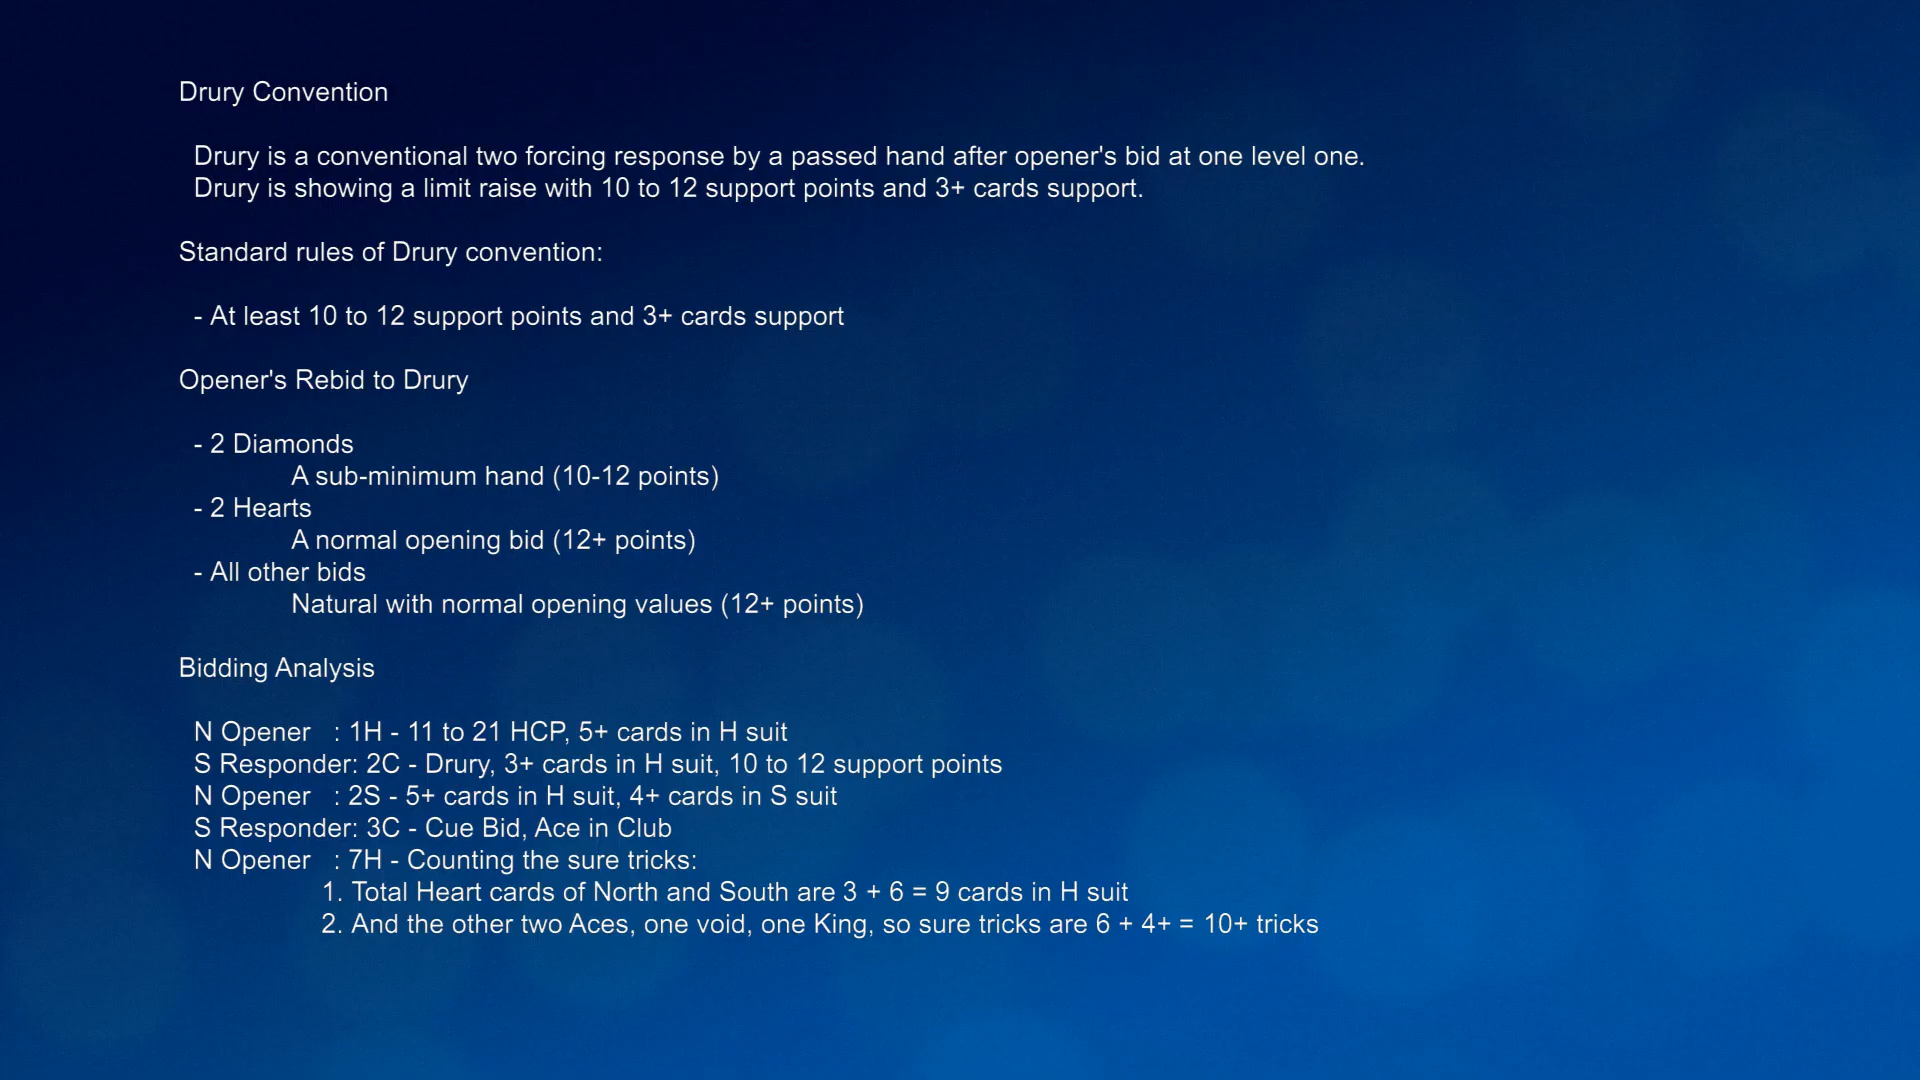 Drury Convention
Drury is a conventional two forcing response by a passed hand after opener's bid at one level one.
Drury is showing a limit raise with 10 to 12 support points and 3+ cards support.
Standard rules of Drury convention:
- At least 10 to 12 support points and 3+ cards support
Opener's Rebid to Drury
- 2 Diamonds
A sub-minimum hand (10-12 points)
- 2 Hearts
A normal opening bid (12+ points)
- All other bids
Natural with normal opening values (12+ points)
Bidding Analysis
N Opener : 1H - 11 to 21 HCP, 5+ cards in H suit
S Responder: 2C - Drury, 3+ cards in H suit, 10 to 12 support points
N Opener : 2S - 5+ cards in H suit, 4+ cards in S suit
S Responder: 3C - Cue Bid, Ace in Club
N Opener : 7H - Counting the sure tricks:
1. Total Heart cards of North and South are 3 + 6 = 9 cards in H suit
2. And the other two Aces, one void, one King, so sure tricks are 6 + 4+ = 10+ tricks